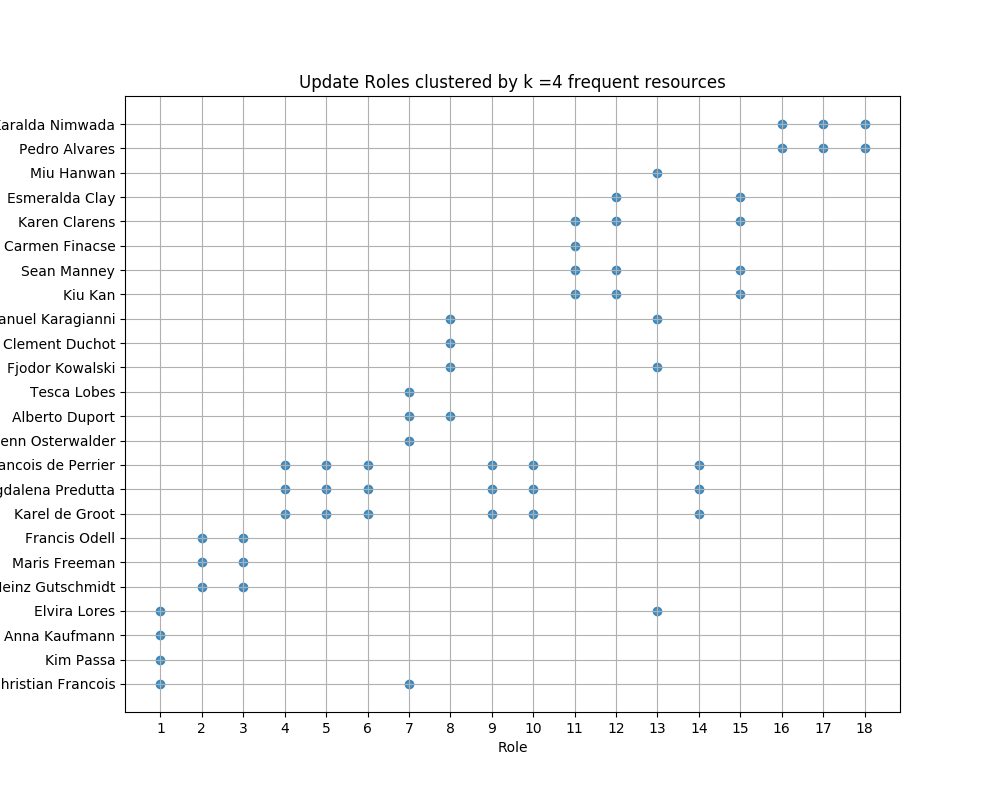 Update Roles clustered by k =4 frequent resources
Nimwada
Pedro Alvares
Miu Hanwan
Esmeralda Clay
Karen Clarens
Carmen Finacse
Sean Manney
Kiu Kan
Karagianni
Clement Duchot
Fjodor Kowalski
Tesca Lobes
Alberto Duport
Osterwalder
de Perrier
Predutta
Karel de Groot
Francis Odell
Maris Freeman
Gutschmidt
Elvira Lores
Anna Kaufmann
Kim Passa
Francois
1 2 3 4 5 6 7 8 9 10 11 12 13 14 15 16 17 18
Role